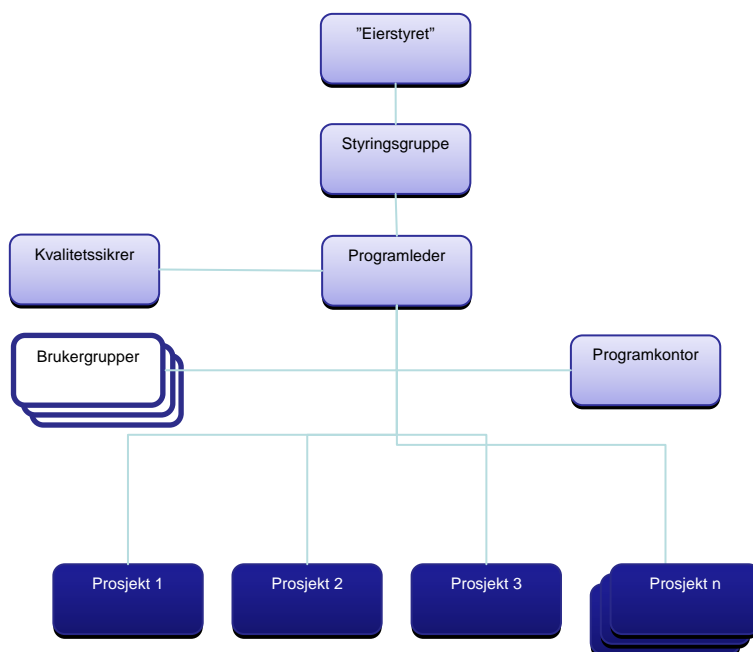 ”Eierstyret”
Styringsgruppe
Kvalitetssikrer
Programleder
Brukergrupper
Programkontor
Prosjekt 1
Prosjekt 2
Prosjekt 3
Prosjekt n